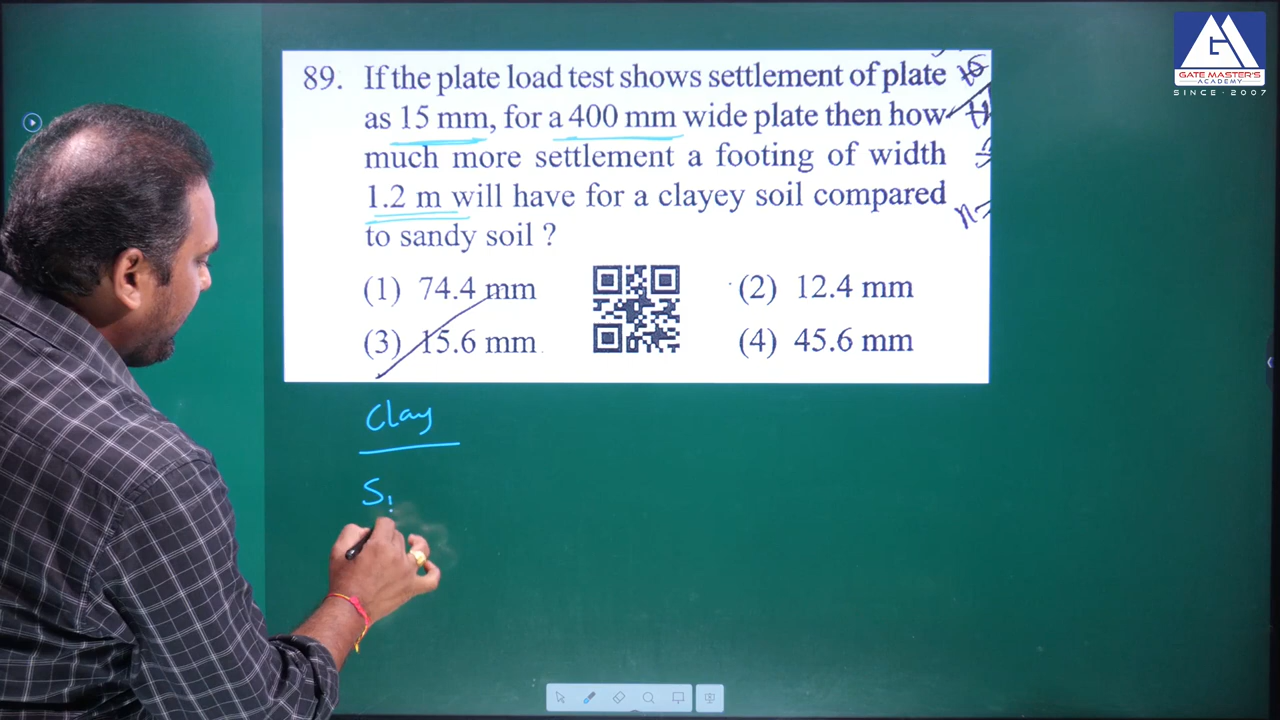 GATE MASTER'S
ACADEMY
SINCE-2007
89. If the plate load test shows settlement of plate
as 15 mm, for a 400 mm wide plate then how
much more settlement a footing of width
1.2 m will have for a clayey soil compared
to sandy soil ?
(1) 74.4 mm (2) 12.4 mm
(3) 15.6 mm (4) 45.6 mm
Clay
S